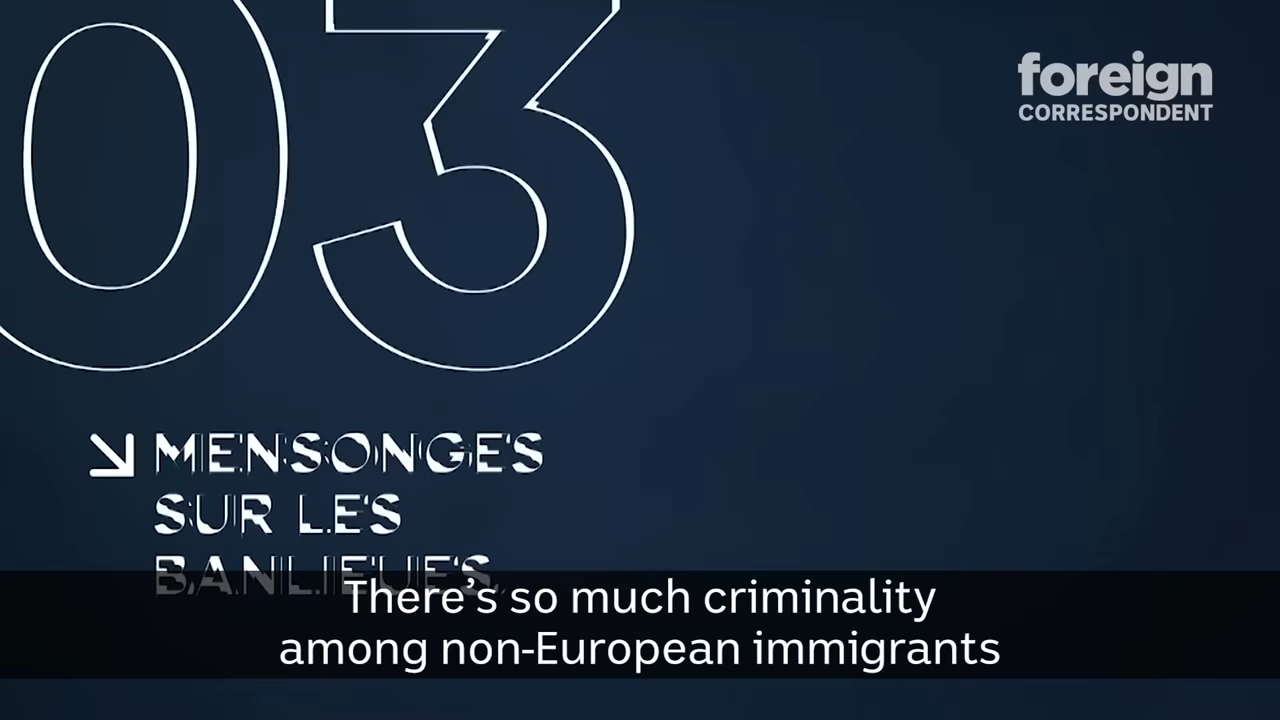 03
foreign
CORRESPONDENT
↘ MENSONGES
SUR LES
BANLIEUES
There's so much criminality
among non-European immigrants